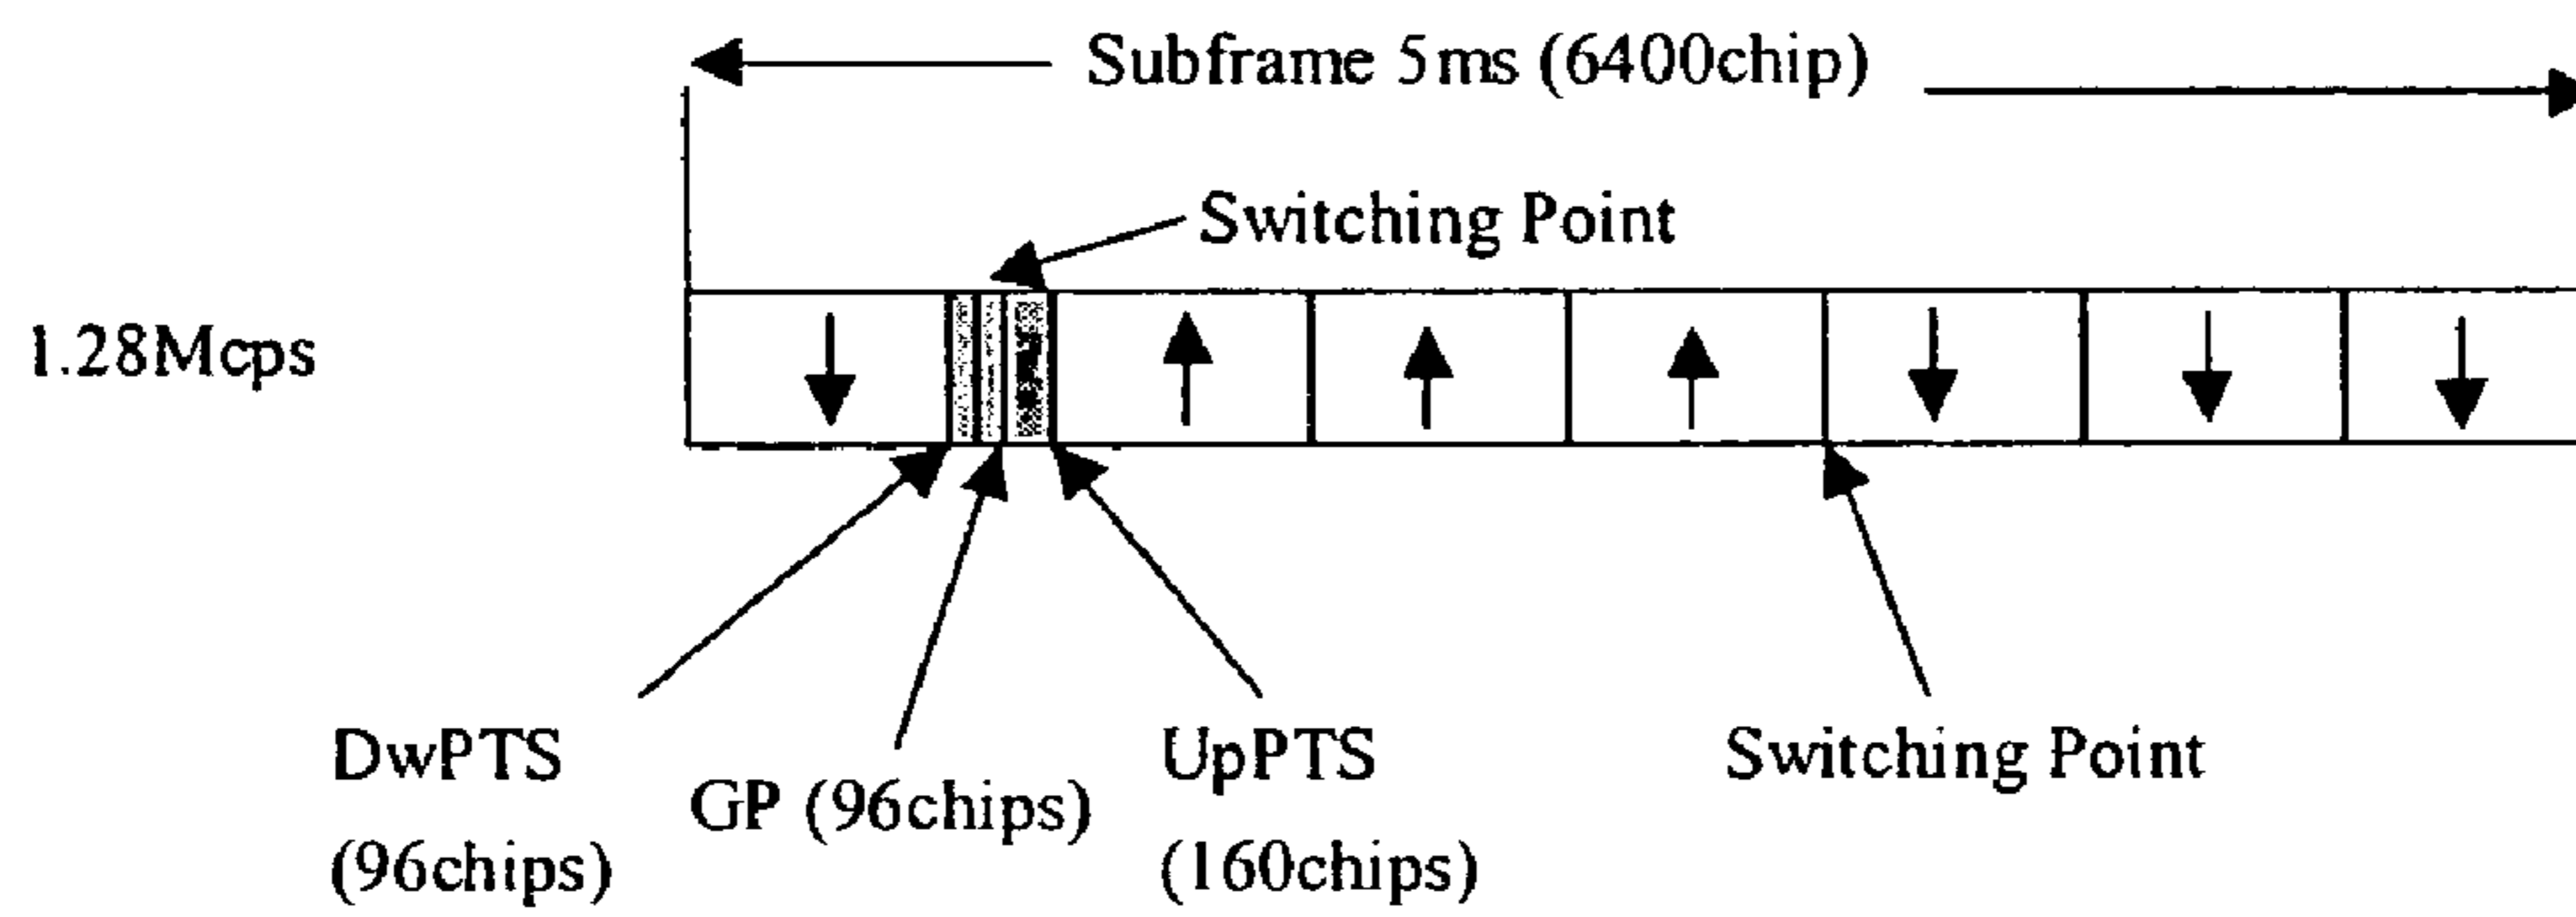 Subframe 5ms (6400chip)
Switching Point
1.28Mcps
DwPTS
(96chips)
GP (96chips)
UpPTS
(160chips)
Switching Point